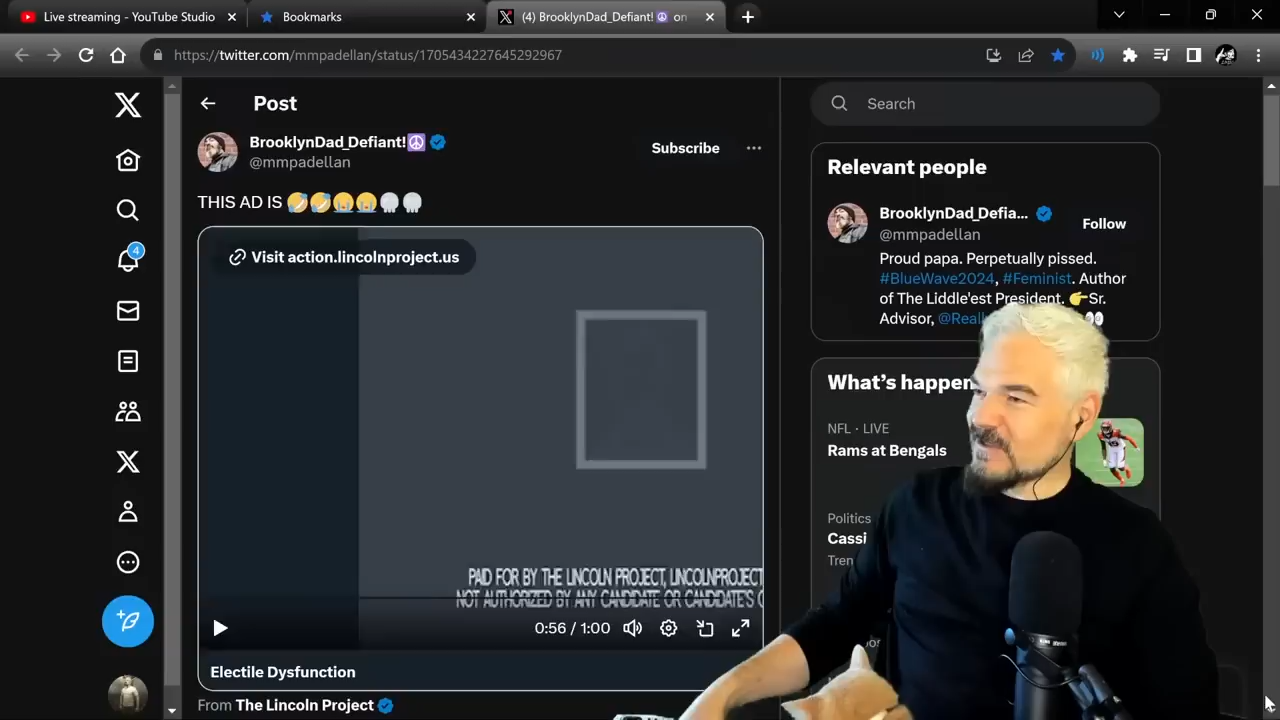 Live streaming - YouTube Studio
Bookmarks
(4) BrooklynDad_Defiant!☮ on
https://twitter.com/mmpadellan/status/1705434227645292967
Post
Search
BrooklynDad_Defiant!☮
@mmpadellan
Subscribe
THIS AD IS 🤣🤣😭😭💀💀
Visit action.lincolnproject.us
PAID FOR BY THE LINCOLN PROJECT, LINCOLNPROJECT
NOT AUTHORIZED BY ANY CANDIDATE OR CANDIDATE'S
0:56 / 1:00
Electile Dysfunction
From The Lincoln Project
4
Relevant people
BrooklynDad_Defia...
@mmpadellan
Follow
Proud papa. Perpetually pissed.
#BlueWave2024, #Feminist. Author
of The Liddle'est President. 👉Sr.
Advisor, @Reall
What's happen
NFL · LIVE
Rams at Bengals
Politics
Cassi
Tren